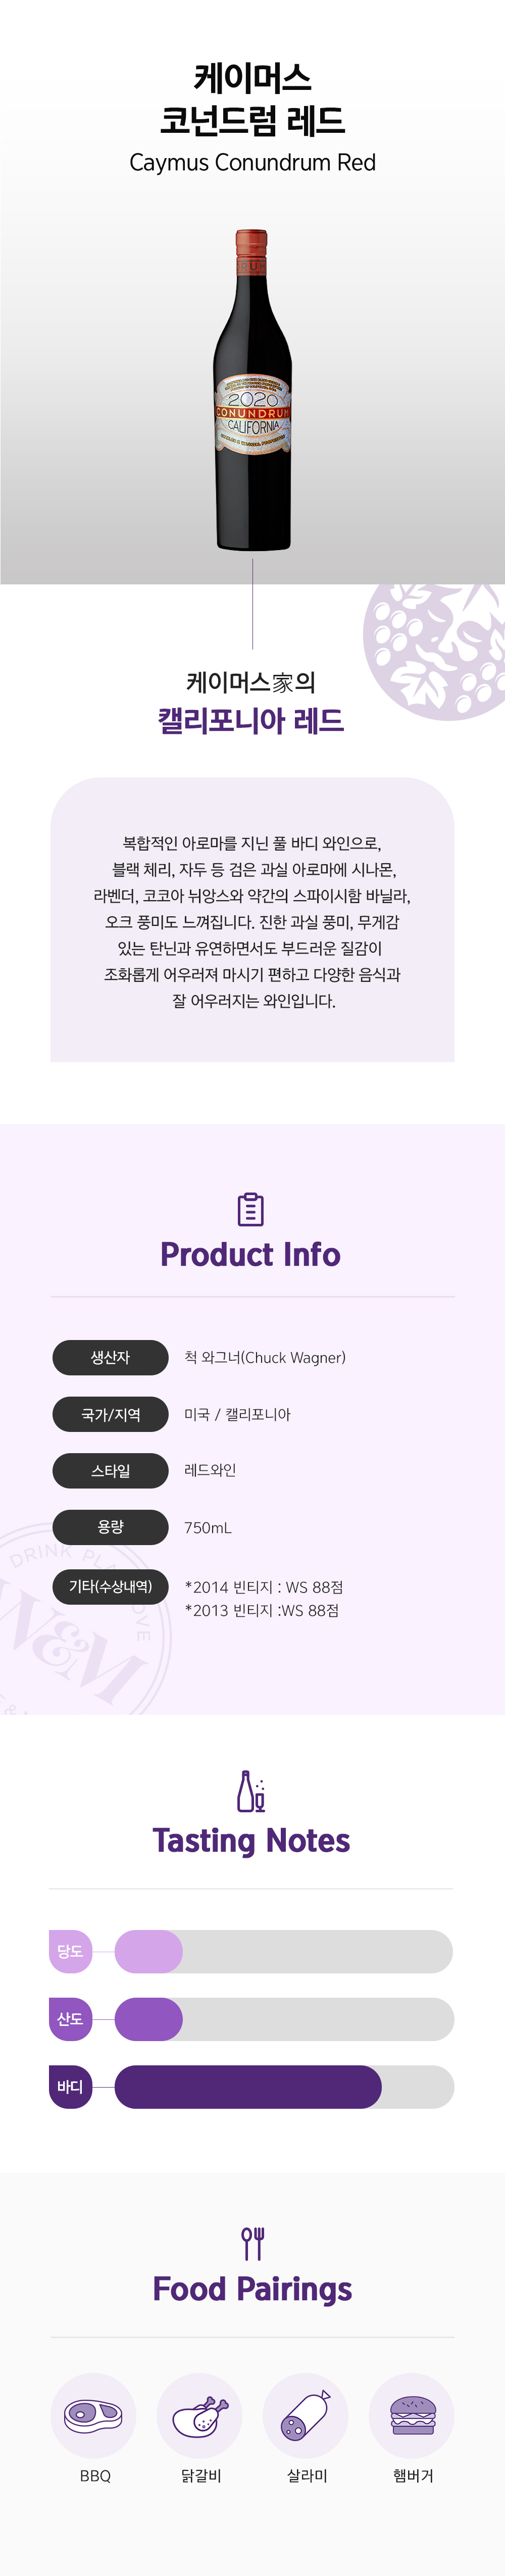 케이머스
코넌드럼 레드
Caymus Conundrum Red
2020
CONUNDRUM
CALIFORNIA
케이머스家의
캘리포니아 레드
복합적인 아로마를 지닌 풀 바디 와인으로,
블랙 체리, 자두 등 검은 과실 아로마에 시나몬,
라벤더, 코코아 뉘앙스와 약간의 스파이시함 바닐라,
오크 풍미도 느껴집니다. 진한 과실 풍미, 무게감
있는 탄닌과 유연하면서도 부드러운 질감이
조화롭게 어우러져 마시기 편하고 다양한 음식과
잘 어우러지는 와인입니다.
Product Info
생산자 척 와그너(Chuck Wagner)
국가/지역 미국 / 캘리포니아
스타일 레드와인
용량 750mL
기타(수상내역) *2014 빈티지 : WS 88점
*2013 빈티지 :WS 88점
DRINK
W&M
Tasting Notes
당도
산도
바디
Food Pairings
BBQ 닭갈비 살라미 햄버거